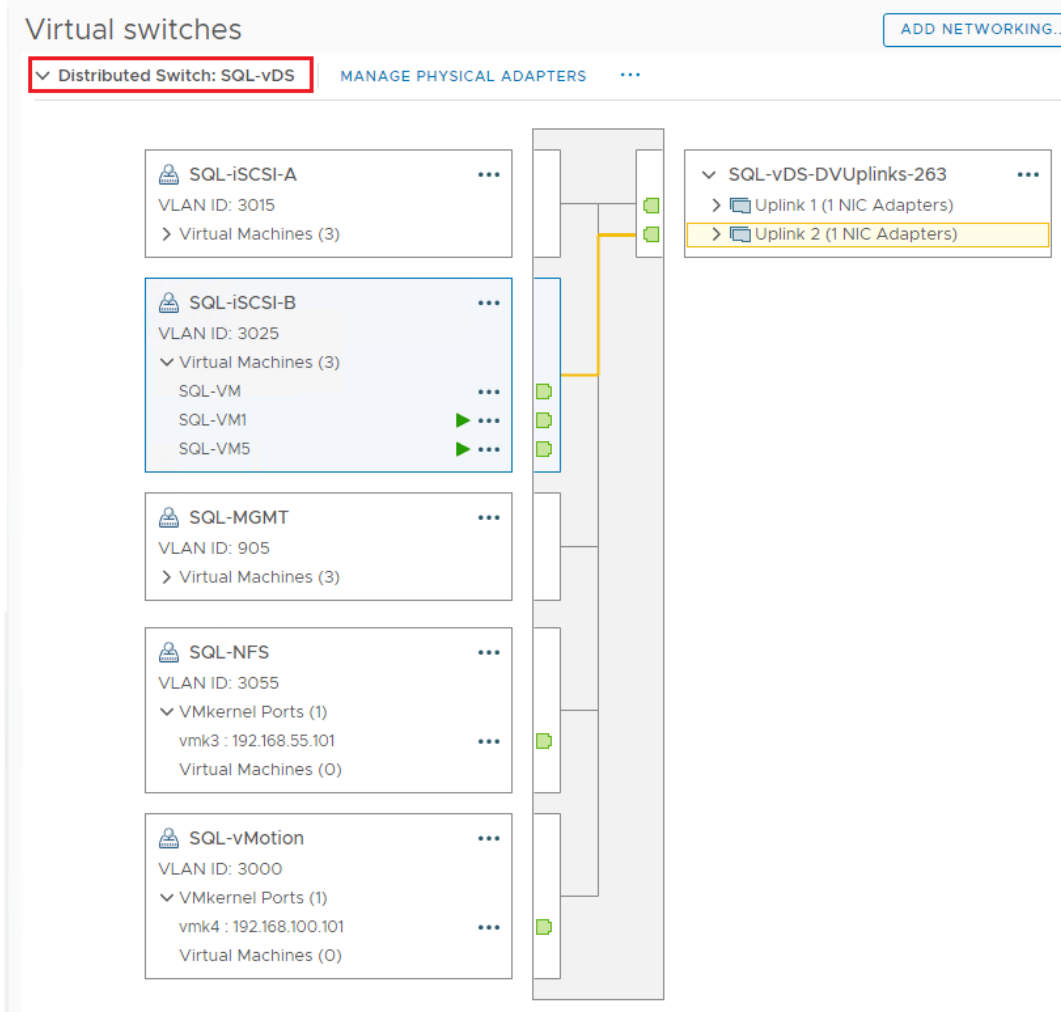 Virtual switches
ADD NETWORKING...
Distributed Switch: SQL-vDS
MANAGE PHYSICAL ADAPTERS
SQL-iSCSI-A
VLAN ID: 3015
Virtual Machines (3)
SQL-iSCSI-B
VLAN ID: 3025
Virtual Machines (3)
SQL-VM
SQL-VM1
SQL-VM5
SQL-MGMT
VLAN ID: 905
Virtual Machines (3)
SQL-NFS
VLAN ID: 3055
VMkernel Ports (1)
vmk3 : 192.168.55.101
Virtual Machines (0)
SQL-vMotion
VLAN ID: 3000
VMkernel Ports (1)
vmk4 : 192.168.100.101
Virtual Machines (0)
SQL-vDS-DVUplinks-263
Uplink 1 (1 NIC Adapters)
Uplink 2 (1 NIC Adapters)